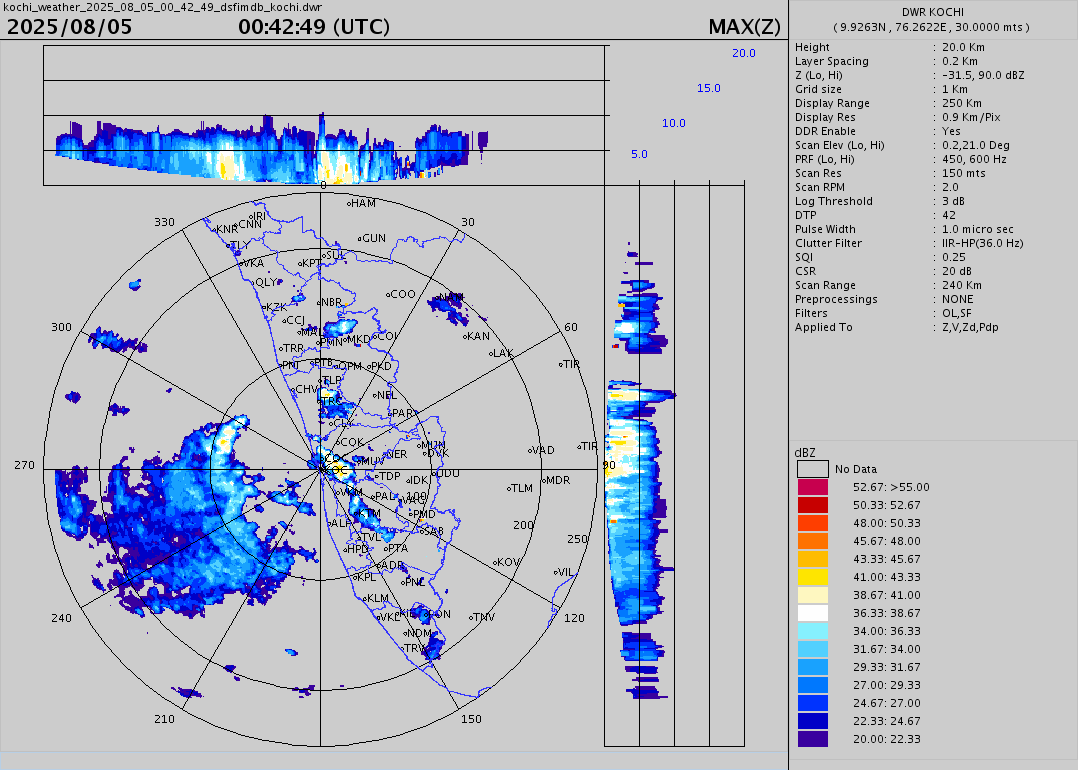 kochi_weather_2025_08_05_00_42_49_dsfimdb_kochi.dwr
2025/08/05 00:42:49 (UTC) MAX(Z)
20.0
15.0
10.0
5.0
0
330
30
300
60
270
90
240
120
210
150
100
200
250
HAM
IRI
CNN
KNR
GUN
TLY
SUL
VKA
KPT
QLY
COO
NAM
NBR
KZK
CCJ
MAL
PMN
MKD
COI
KAN
TRR
LAK
PNI
PTB
OPM
PKD
TIR
TLP
CHV
NEL
TRS
PAR
CLY
COK
MUN
DVK
TIR
VAD
NER
COC
MUV
KOC
TDP
UDU
IDK
MDR
TLM
VKM
PAL
VAG
KTM
PMD
ALP
SAB
TVL
HPD
PTA
KOV
ADR
VIL
KPL
PNL
KLM
VKL
KIL
PON
TNV
NDM
TRV
DWR KOCHI
( 9.9263N , 76.2622E , 30.0000 mts )
Height : 20.0 Km
Layer Spacing : 0.2 Km
Z (Lo, Hi) : -31.5, 90.0 dBZ
Grid size : 1 Km
Display Range : 250 Km
Display Res : 0.9 Km/Pix
DDR Enable : Yes
Scan Elev (Lo, Hi) : 0.2,21.0 Deg
PRF (Lo, Hi) : 450, 600 Hz
Scan Res : 150 mts
Scan RPM : 2.0
Log Threshold : 3 dB
DTP : 42
Pulse Width : 1.0 micro sec
Clutter Filter : IIR-HP(36.0 Hz)
SQI : 0.25
CSR : 20 dB
Scan Range : 240 Km
Preprocessings : NONE
Filters : OL,SF
Applied To : Z,V,Zd,Pdp
dBZ
No Data
52.67: >55.00
50.33: 52.67
48.00: 50.33
45.67: 48.00
43.33: 45.67
41.00: 43.33
38.67: 41.00
36.33: 38.67
34.00: 36.33
31.67: 34.00
29.33: 31.67
27.00: 29.33
24.67: 27.00
22.33: 24.67
20.00: 22.33